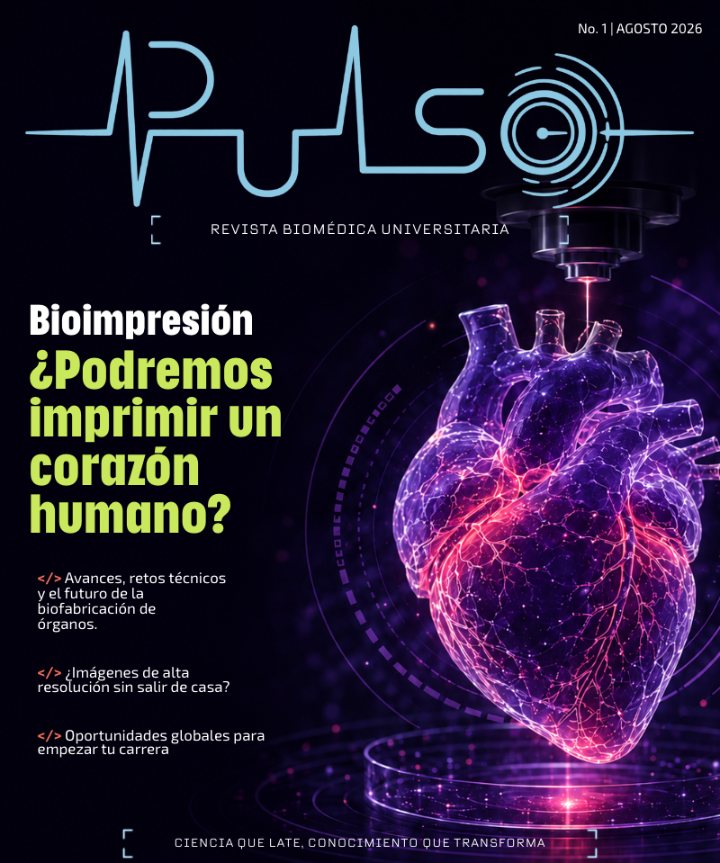 No. 1 | AGOSTO 2026
Pulso
REVISTA BIOMÉDICA UNIVERSITARIA
Bioimpresión
¿Podremos
imprimir un
corazón
humano?
</> Avances, retos técnicos
y el futuro de la
biofabricación de
órganos.
</> ¿Imágenes de alta
resolución sin salir de casa?
</> Oportunidades globales para
empezar tu carrera
CIENCIA QUE LATE, CONOCIMIENTO QUE TRANSFORMA